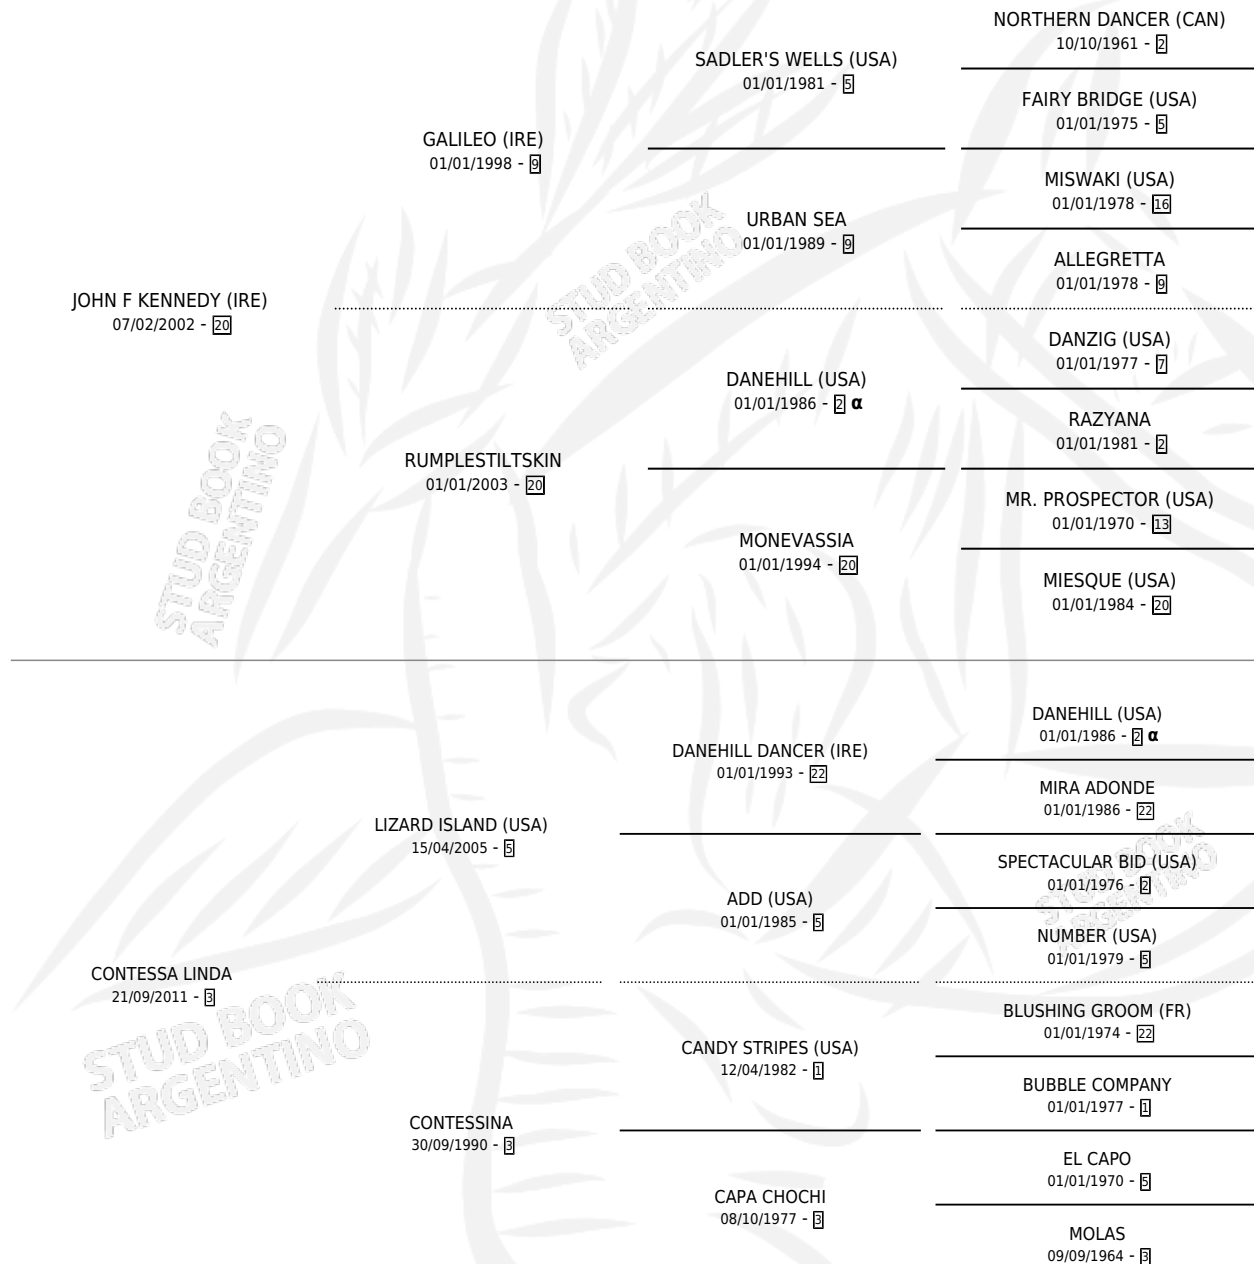 NORTHERN DANCER (CAN)
10/10/1961 - 2
SADLER'S WELLS (USA)
01/01/1981 - 5
FAIRY BRIDGE (USA)
01/01/1975 - 5
GALILEO (IRE)
01/01/1998 - 9
MISWAKI (USA)
01/01/1978 - 16
URBAN SEA
01/01/1989 - 9
ALLEGRETTA
01/01/1978 - 9
JOHN F KENNEDY (IRE)
07/02/2002 - 20
DANZIG (USA)
01/01/1977 - 7
DANEHILL (USA)
01/01/1986 - 2 α
RAZYANA
01/01/1981 - 2
RUMPLESTILTSKIN
01/01/2003 - 20
MR. PROSPECTOR (USA)
01/01/1970 - 13
MONEVASSIA
01/01/1994 - 20
MIESQUE (USA)
01/01/1984 - 20
DANEHILL (USA)
01/01/1986 - 2 α
DANEHILL DANCER (IRE)
01/01/1993 - 22
MIRA ADONDE
01/01/1986 - 22
LIZARD ISLAND (USA)
15/04/2005 - 5
SPECTACULAR BID (USA)
01/01/1976 - 2
ADD (USA)
01/01/1985 - 5
NUMBER (USA)
01/01/1979 - 5
CONTESSA LINDA
21/09/2011 - 3
BLUSHING GROOM (FR)
01/01/1974 - 22
CANDY STRIPES (USA)
12/04/1982 - 1
BUBBLE COMPANY
01/01/1977 - 1
CONTESSINA
30/09/1990 - 3
EL CAPO
01/01/1970 - 5
CAPA CHOCHI
08/10/1977 - 3
MOLAS
09/09/1964 - 3
STUD BOOK
ARGENTINO
STUD BOOK
ARGENTINO
STUD BOOK
ARGENTINO
STUD BOOK
ARGENTINO